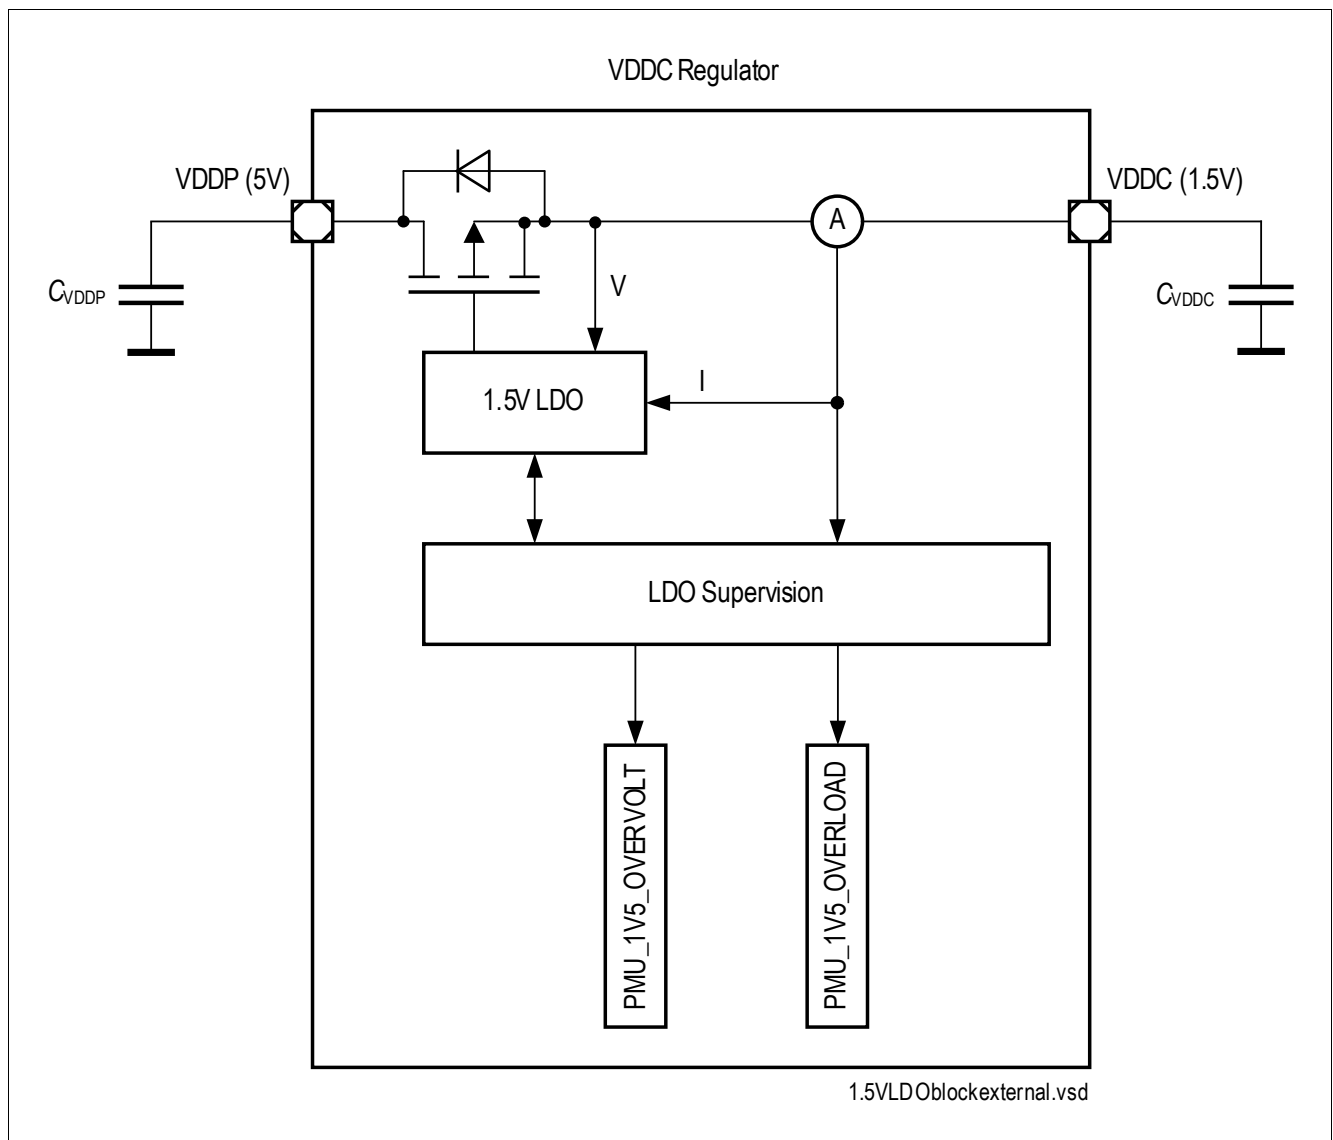 VDDC Regulator
VDDP (5V)
VDDC (1.5V)
A
CVDDP
V
CVDDC
I
1.5V LDO
LDO Supervision
PMU_1V5_OVERVOLT
PMU_1V5_OVERLOAD
1.5VLDOblockexternal.vsd